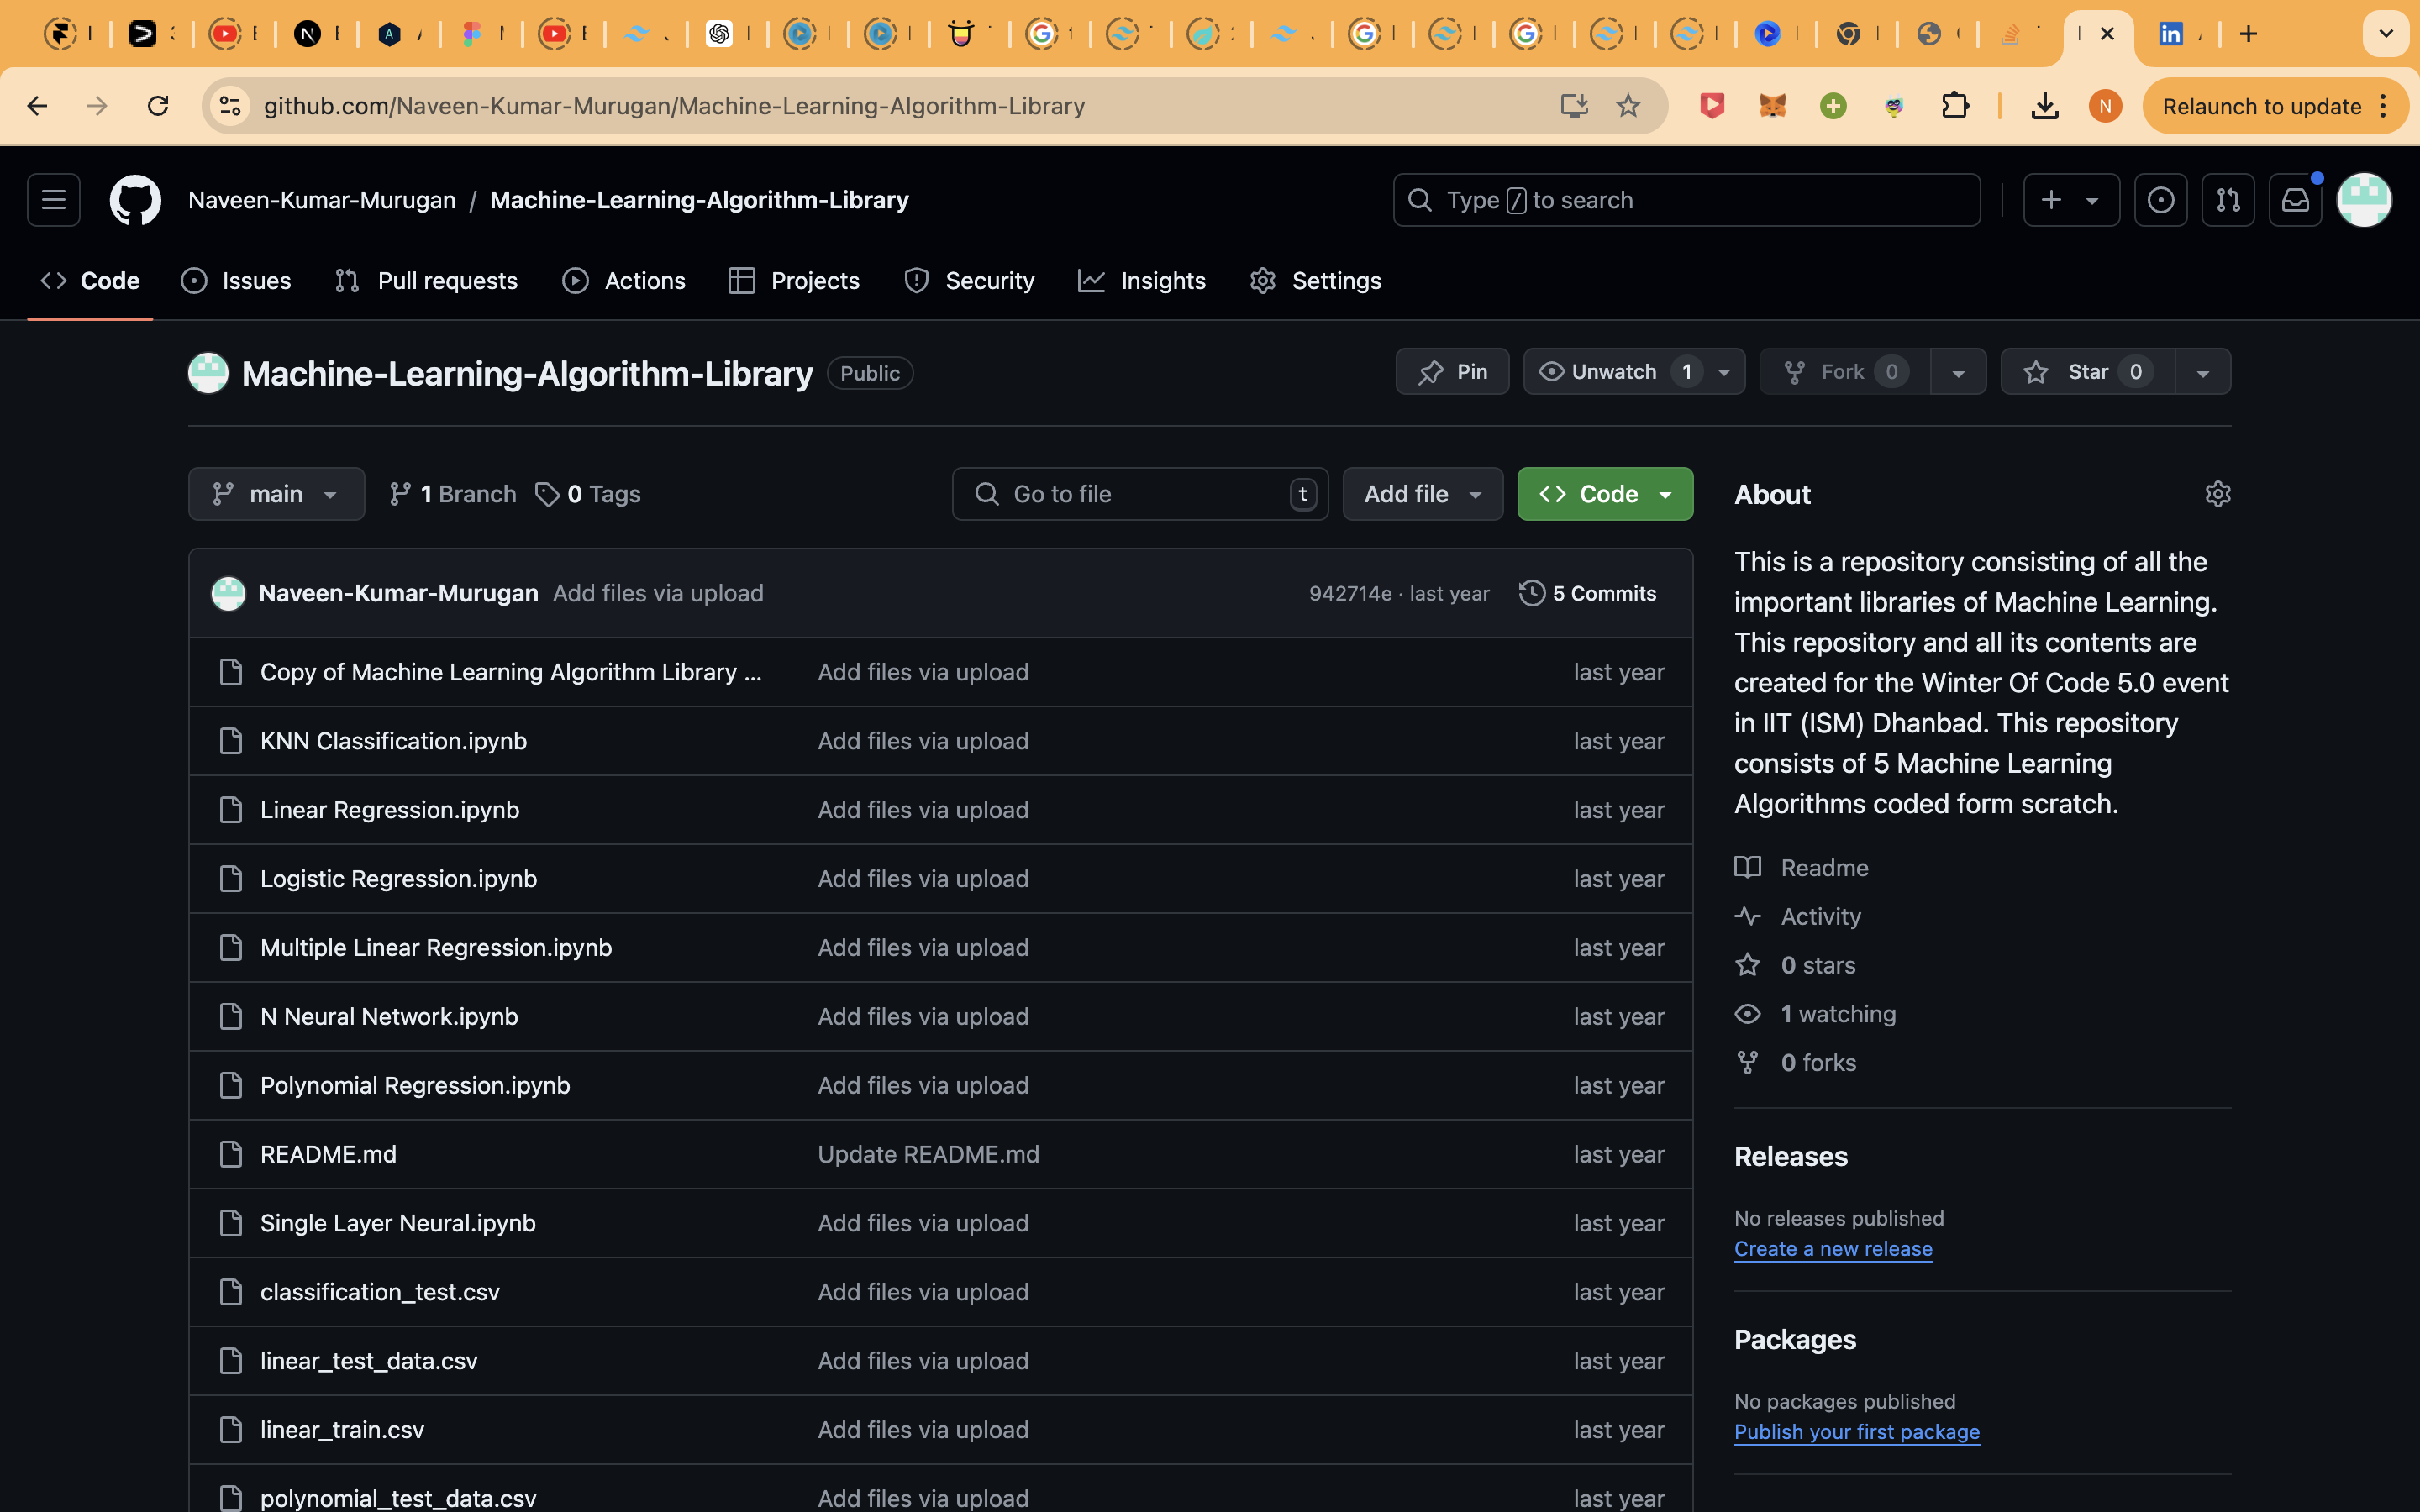 github.com/Naveen-Kumar-Murugan/Machine-Learning-Algorithm-Library
N
Relaunch to update
Naveen-Kumar-Murugan / Machine-Learning-Algorithm-Library
Type / to search
Code Issues Pull requests Actions Projects Security Insights Settings
Machine-Learning-Algorithm-Library Public
Pin Unwatch 1 Fork 0 Star 0
main 1 Branch 0 Tags Go to file t Add file Code
Naveen-Kumar-Murugan Add files via upload 942714e · last year 5 Commits
Copy of Machine Learning Algorithm Library ... Add files via upload last year
KNN Classification.ipynb Add files via upload last year
Linear Regression.ipynb Add files via upload last year
Logistic Regression.ipynb Add files via upload last year
Multiple Linear Regression.ipynb Add files via upload last year
N Neural Network.ipynb Add files via upload last year
Polynomial Regression.ipynb Add files via upload last year
README.md Update README.md last year
Single Layer Neural.ipynb Add files via upload last year
classification_test.csv Add files via upload last year
linear_test_data.csv Add files via upload last year
linear_train.csv Add files via upload last year
polynomial_test_data.csv Add files via upload last year
About
This is a repository consisting of all the
important libraries of Machine Learning.
This repository and all its contents are
created for the Winter Of Code 5.0 event
in IIT (ISM) Dhanbad. This repository
consists of 5 Machine Learning
Algorithms coded form scratch.
Readme
Activity
0 stars
1 watching
0 forks
Releases
No releases published
Create a new release
Packages
No packages published
Publish your first package